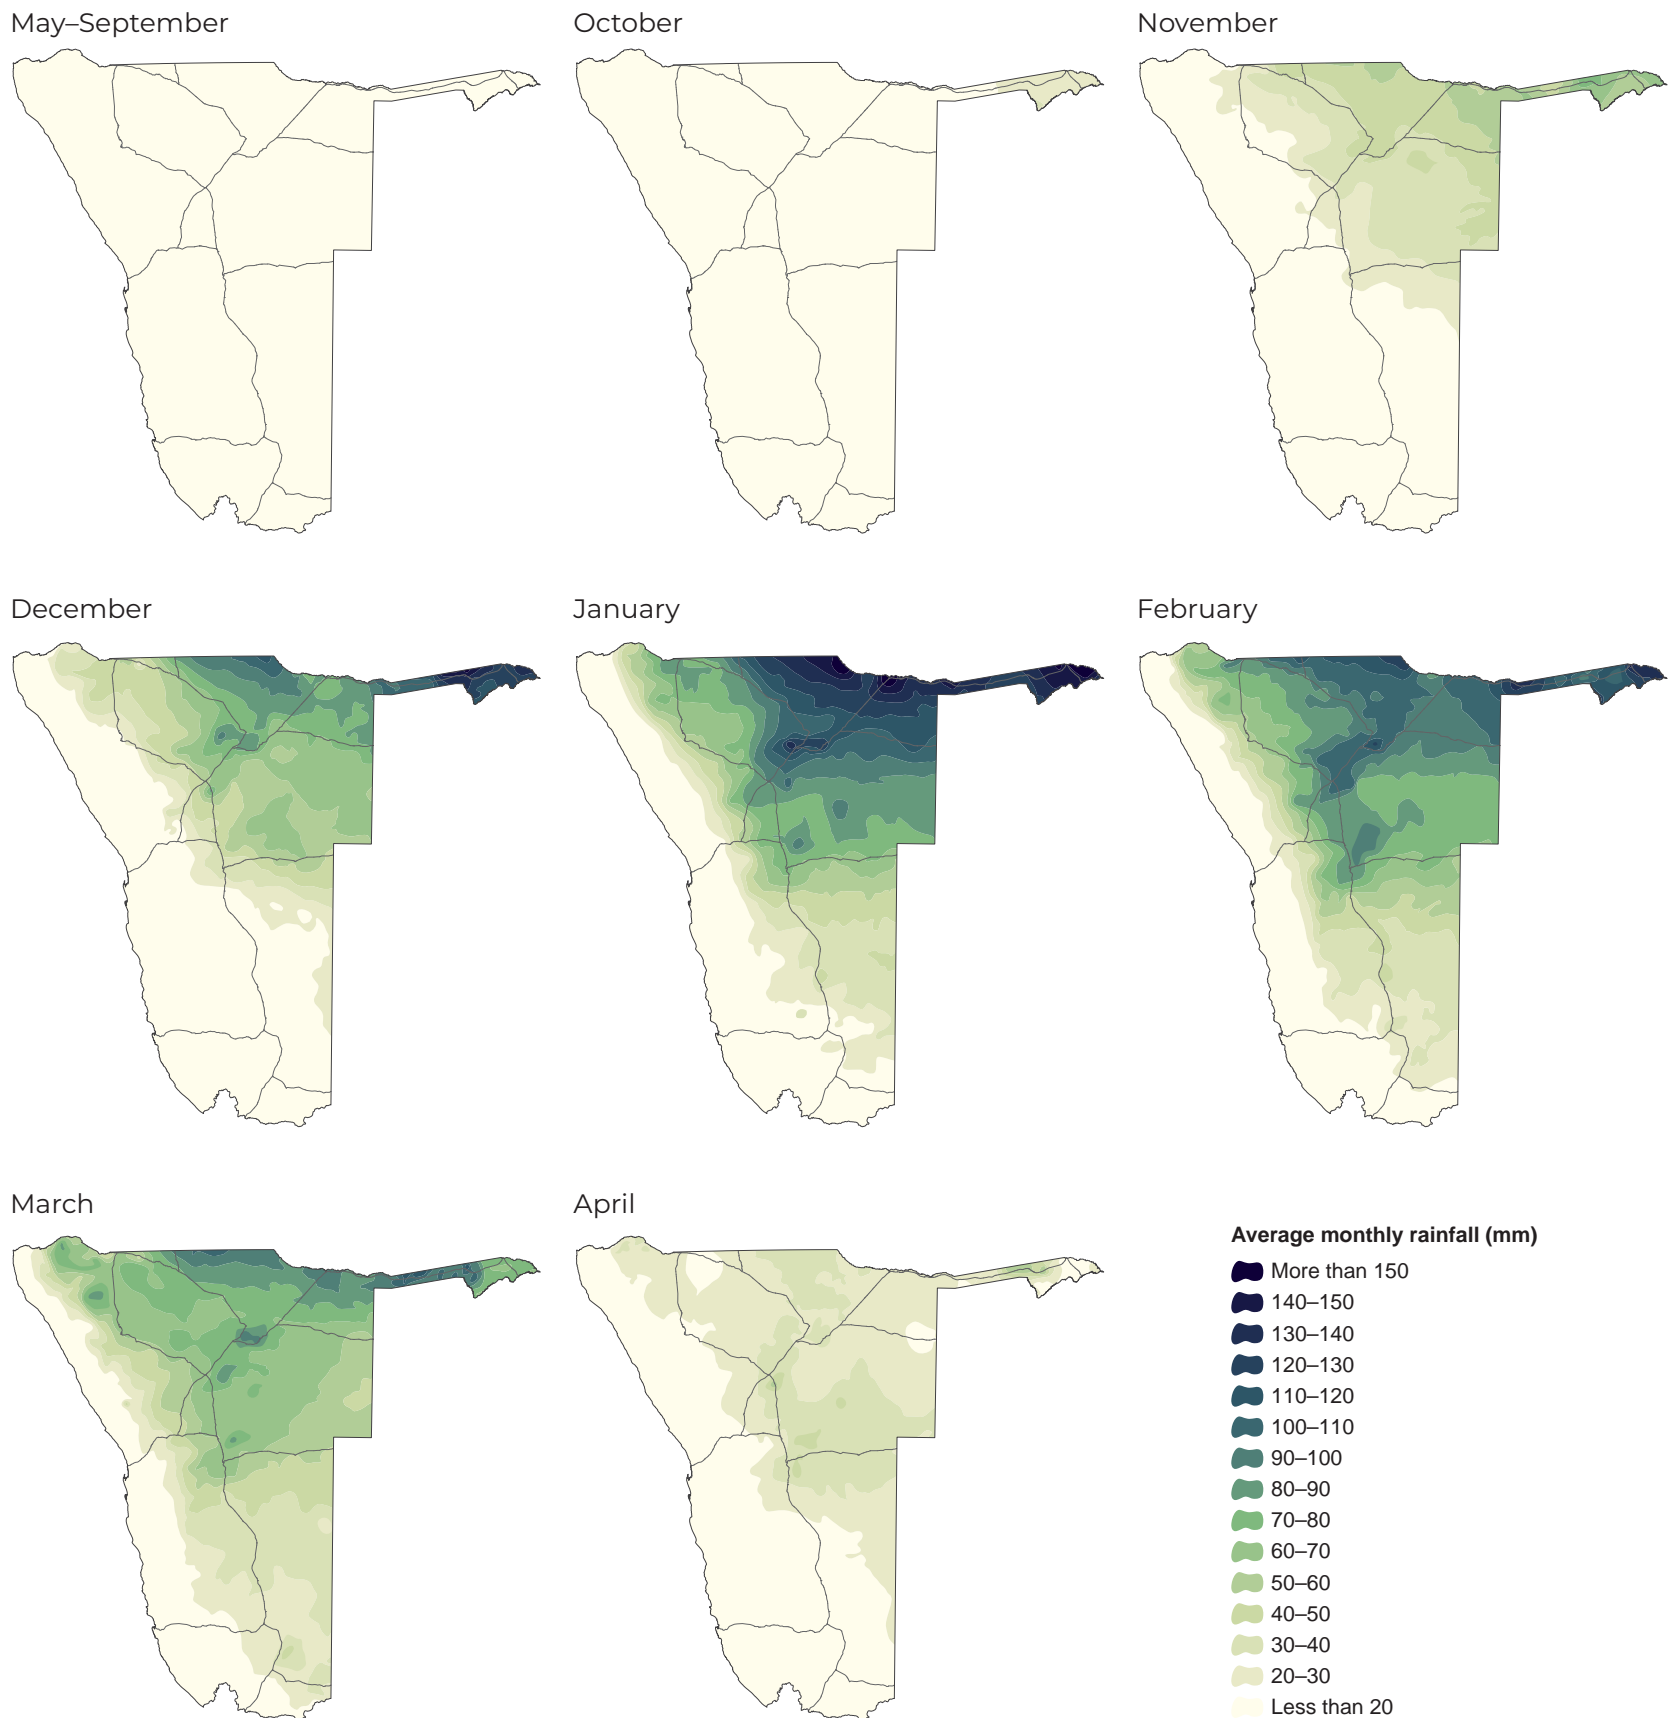 May–September
October
November
December
January
February
March
April
Average monthly rainfall (mm)
More than 150
140–150
130–140
120–130
110–120
100–110
90–100
80–90
70–80
60–70
50–60
40–50
30–40
20–30
Less than 20